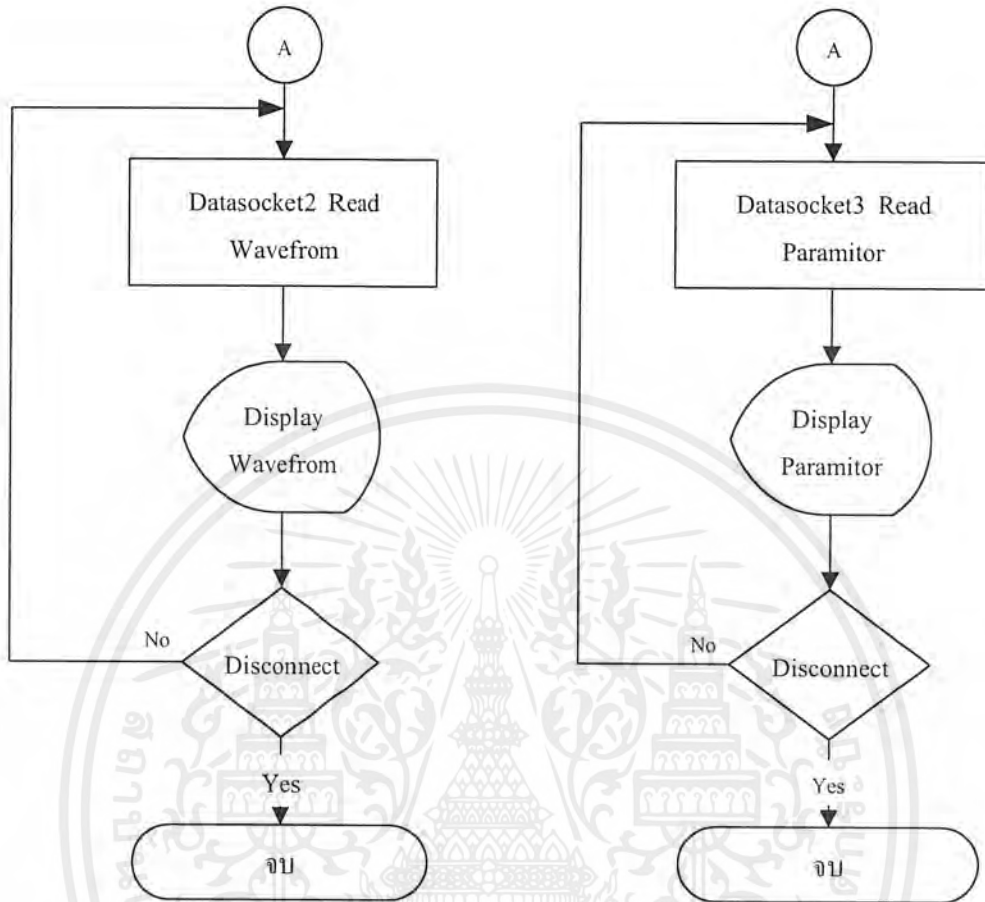 A
Datasocket2 Read
Wavefrom
Display
Wavefrom
No
Disconnect
Yes
จบ
A
Datasocket3 Read
Paramitor
Display
Paramitor
No
Disconnect
Yes
จบ